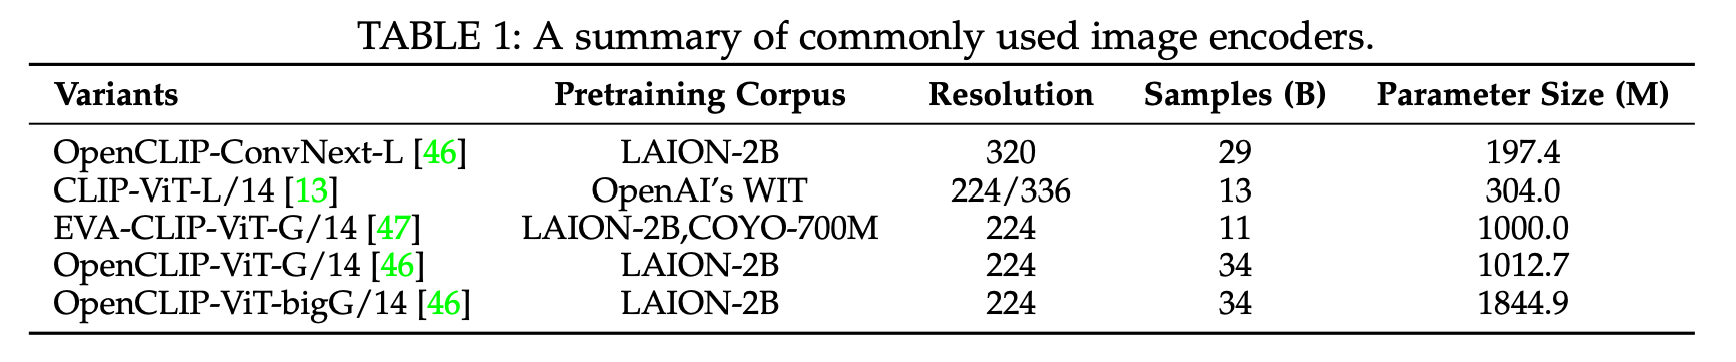 TABLE 1: A summary of commonly used image encoders.
Variants Pretraining Corpus Resolution Samples (B) Parameter Size (M)
OpenCLIP-ConvNext-L [46] LAION-2B 320 29 197.4
CLIP-ViT-L/14 [13] OpenAI’s WIT 224/336 13 304.0
EVA-CLIP-ViT-G/14 [47] LAION-2B,COYO-700M 224 11 1000.0
OpenCLIP-ViT-G/14 [46] LAION-2B 224 34 1012.7
OpenCLIP-ViT-bigG/14 [46] LAION-2B 224 34 1844.9